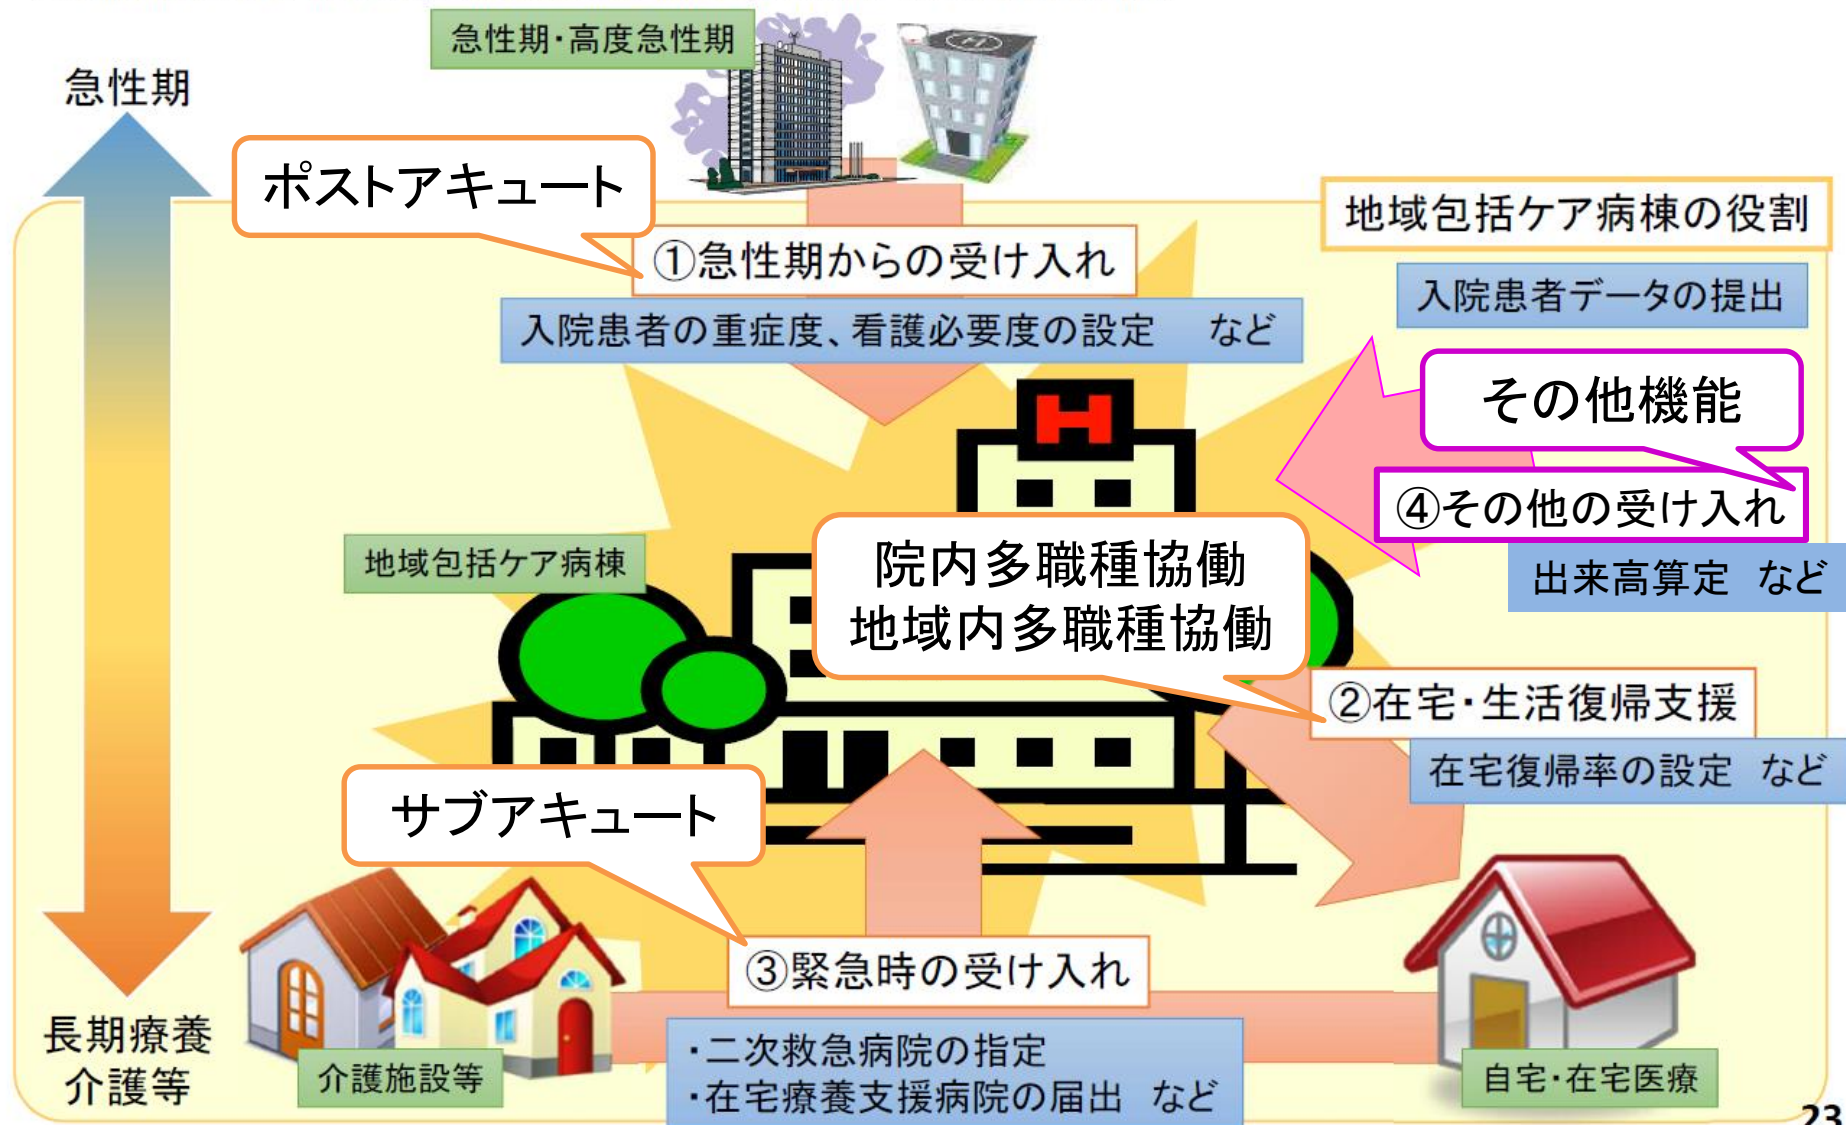 急性期・高度急性期
急性期
ポストアキュート
地域包括ケア病棟の役割
①急性期からの受け入れ
入院患者データの提出
入院患者の重症度、看護必要度の設定　など
その他機能
④その他の受け入れ
院内多職種協働
地域内多職種協働
地域包括ケア病棟
出来高算定　など
②在宅・生活復帰支援
在宅復帰率の設定　など
サブアキュート
③緊急時の受け入れ
長期療養
介護等
介護施設等
・二次救急病院の指定
・在宅療養支援病院の届出　など
自宅・在宅医療
23